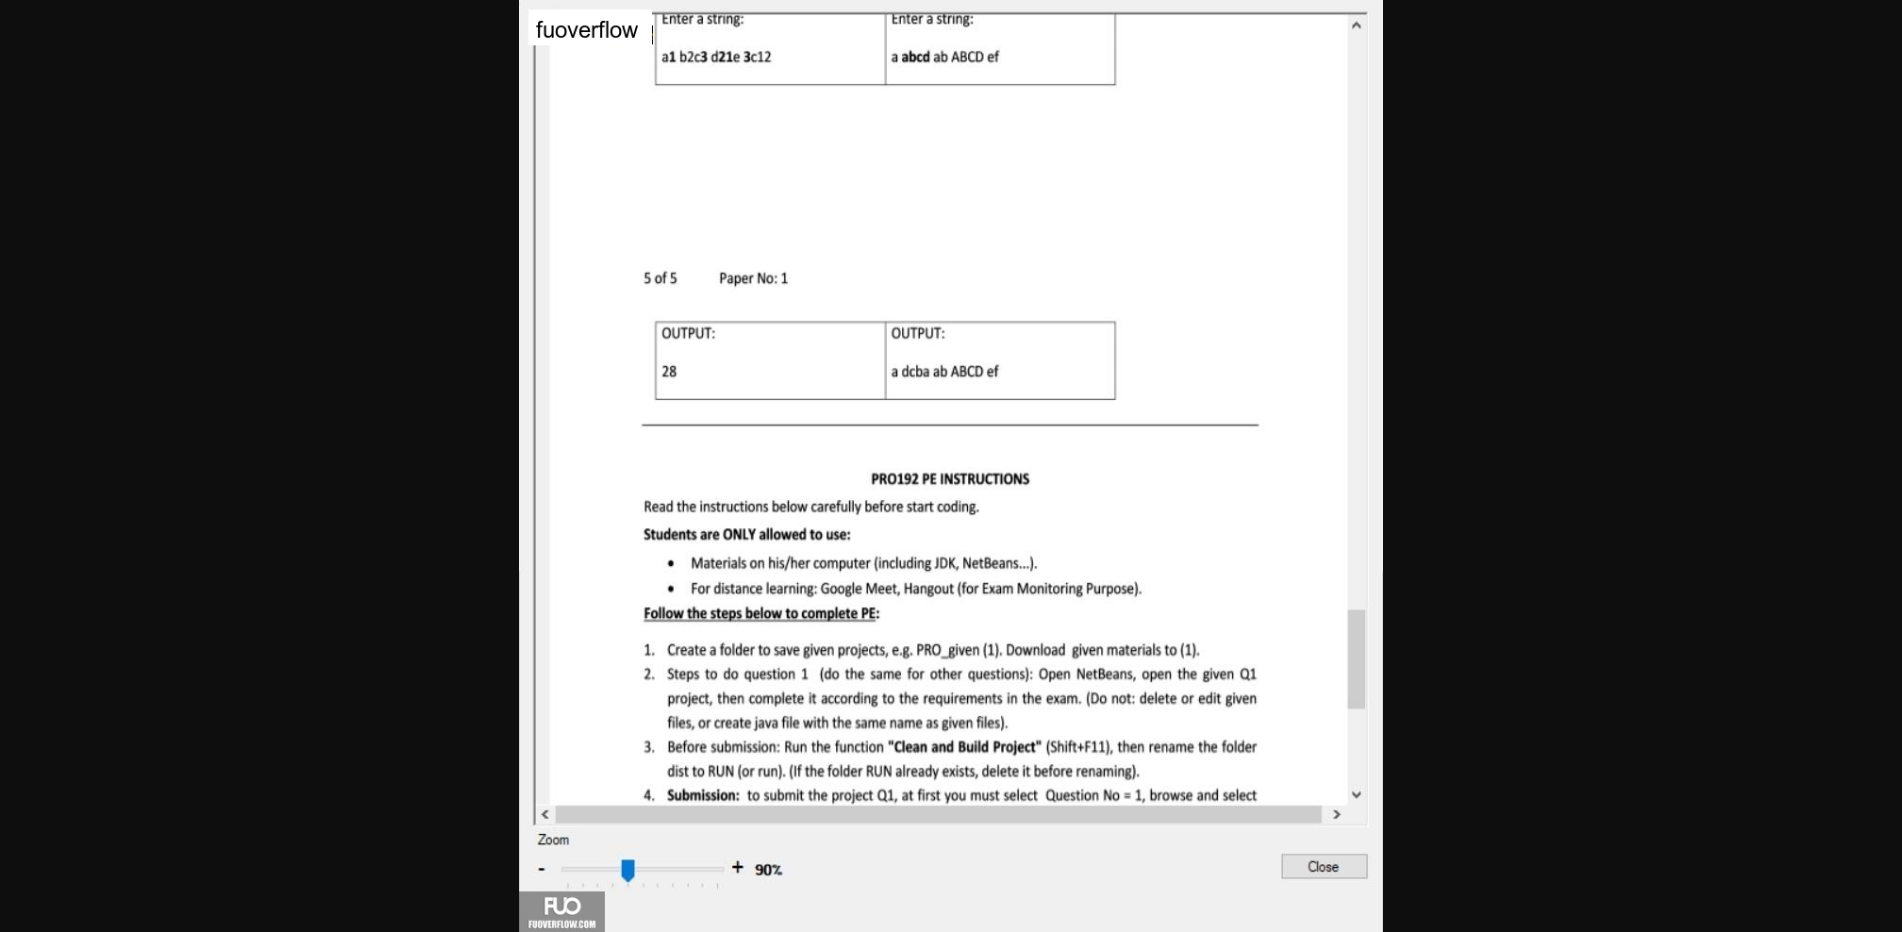 fuoverflow
Enter a string:
Enter a string:
a1 b2c3 d21e 3c12
a abcd ab ABCD ef
5 of 5 Paper No: 1
OUTPUT:
OUTPUT:
28
a dcba ab ABCD ef
PRO192 PE INSTRUCTIONS
Read the instructions below carefully before start coding.
Students are ONLY allowed to use:
• Materials on his/her computer (including JDK, NetBeans...).
• For distance learning: Google Meet, Hangout (for Exam Monitoring Purpose).
Follow the steps below to complete PE:
1. Create a folder to save given projects, e.g. PRO_given (1). Download given materials to (1).
2. Steps to do question 1 (do the same for other questions): Open NetBeans, open the given Q1
project, then complete it according to the requirements in the exam. (Do not: delete or edit given
files, or create java file with the same name as given files).
3. Before submission: Run the function "Clean and Build Project" (Shift+F11), then rename the folder
dist to RUN (or run). (If the folder RUN already exists, delete it before renaming).
4. Submission: to submit the project Q1, at first you must select Question No = 1, browse and select
Zoom
- + 90%
Close
FUO
FUOVERFLOW.COM